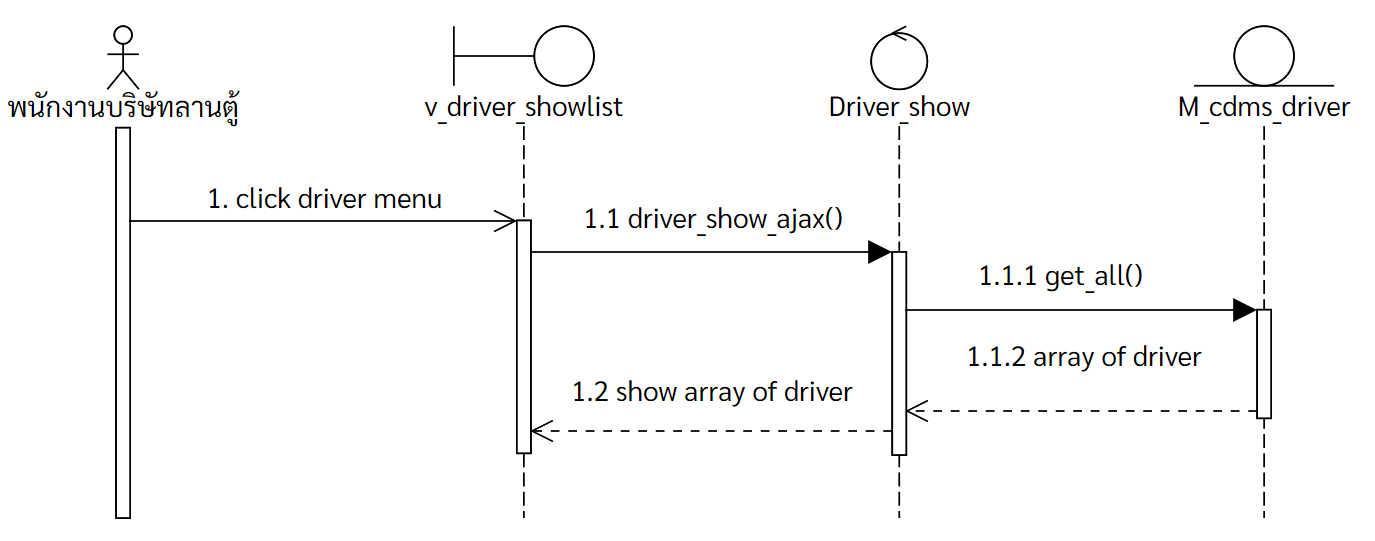 พนักงานบริษัทลานตู้
v_driver_showlist
Driver_show
M_cdms_driver
1. click driver menu
1.1 driver_show_ajax()
1.1.1 get_all()
1.1.2 array of driver
1.2 show array of driver